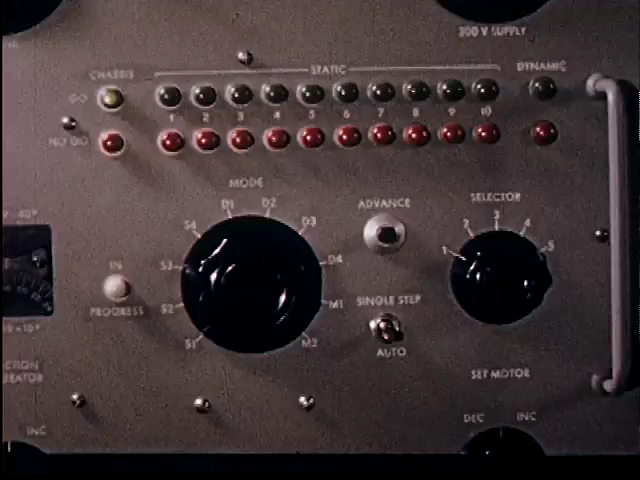 300 V SUPPLY
CHASSIS
STATIC
DYNAMIC
GO
1 2 3 4 5 6 7 8 9 10
NO GO
MODE
S1 S2 S3 S4 D1 D2 D3 D4 M1 M2
ADVANCE
SELECTOR
1 2 3 4 5
IN
PROGRESS
SINGLE STEP
AUTO
SET MOTOR
DEC INC
INC